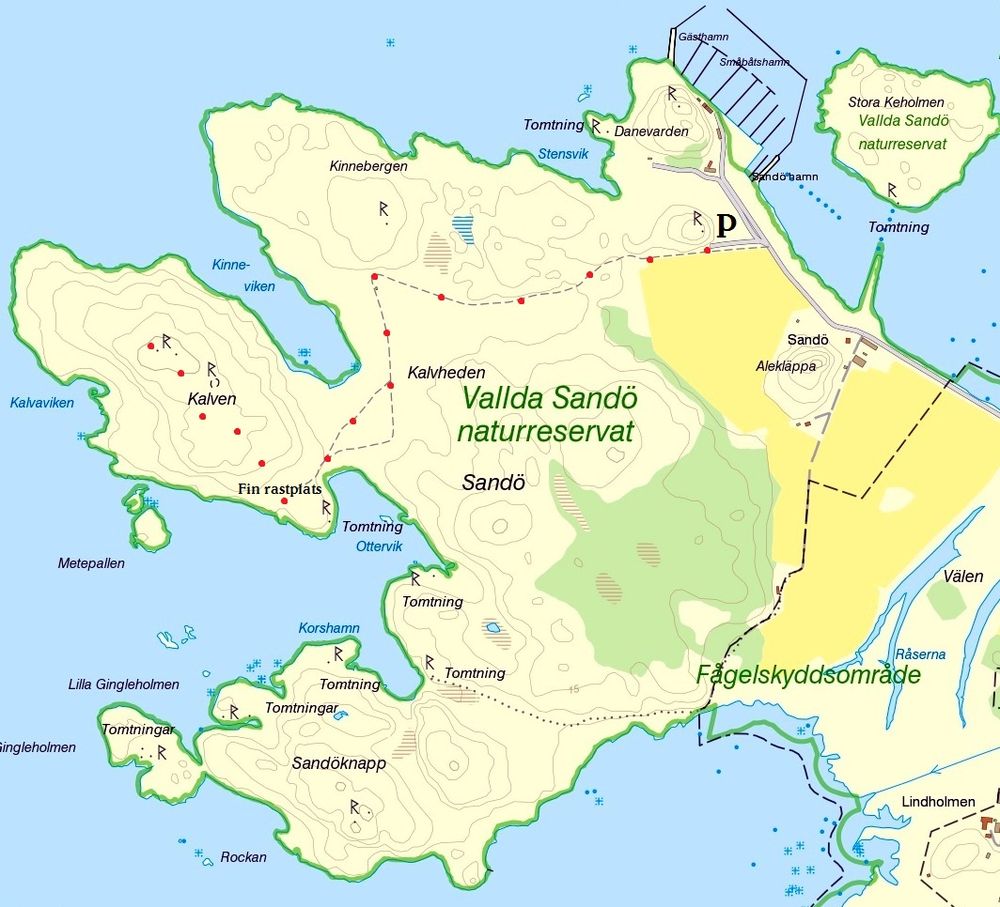 Gästhamn
Småbåtshamn
Stora Keholmen
Vallda Sandö
naturreservat
Tomtning
Danevarden
Stensvik
Kinnebergen
Sandö hamn
P
Tomtning
Kinne-
viken
Sandö
Alekläppa
Kalvheden
Kalven
Kalvaviken
Vallda Sandö
naturreservat
Sandö
Fin rastplats
Tomtning
Ottervik
Metepallen
Välen
Tomtning
Korshamn
Råserna
Tomtning
Fågelskyddsområde
Lilla Gingleholmen
Tomtning
15
Tomtningar
Tomtningar
Gingleholmen
Sandöknapp
Lindholmen
Rockan